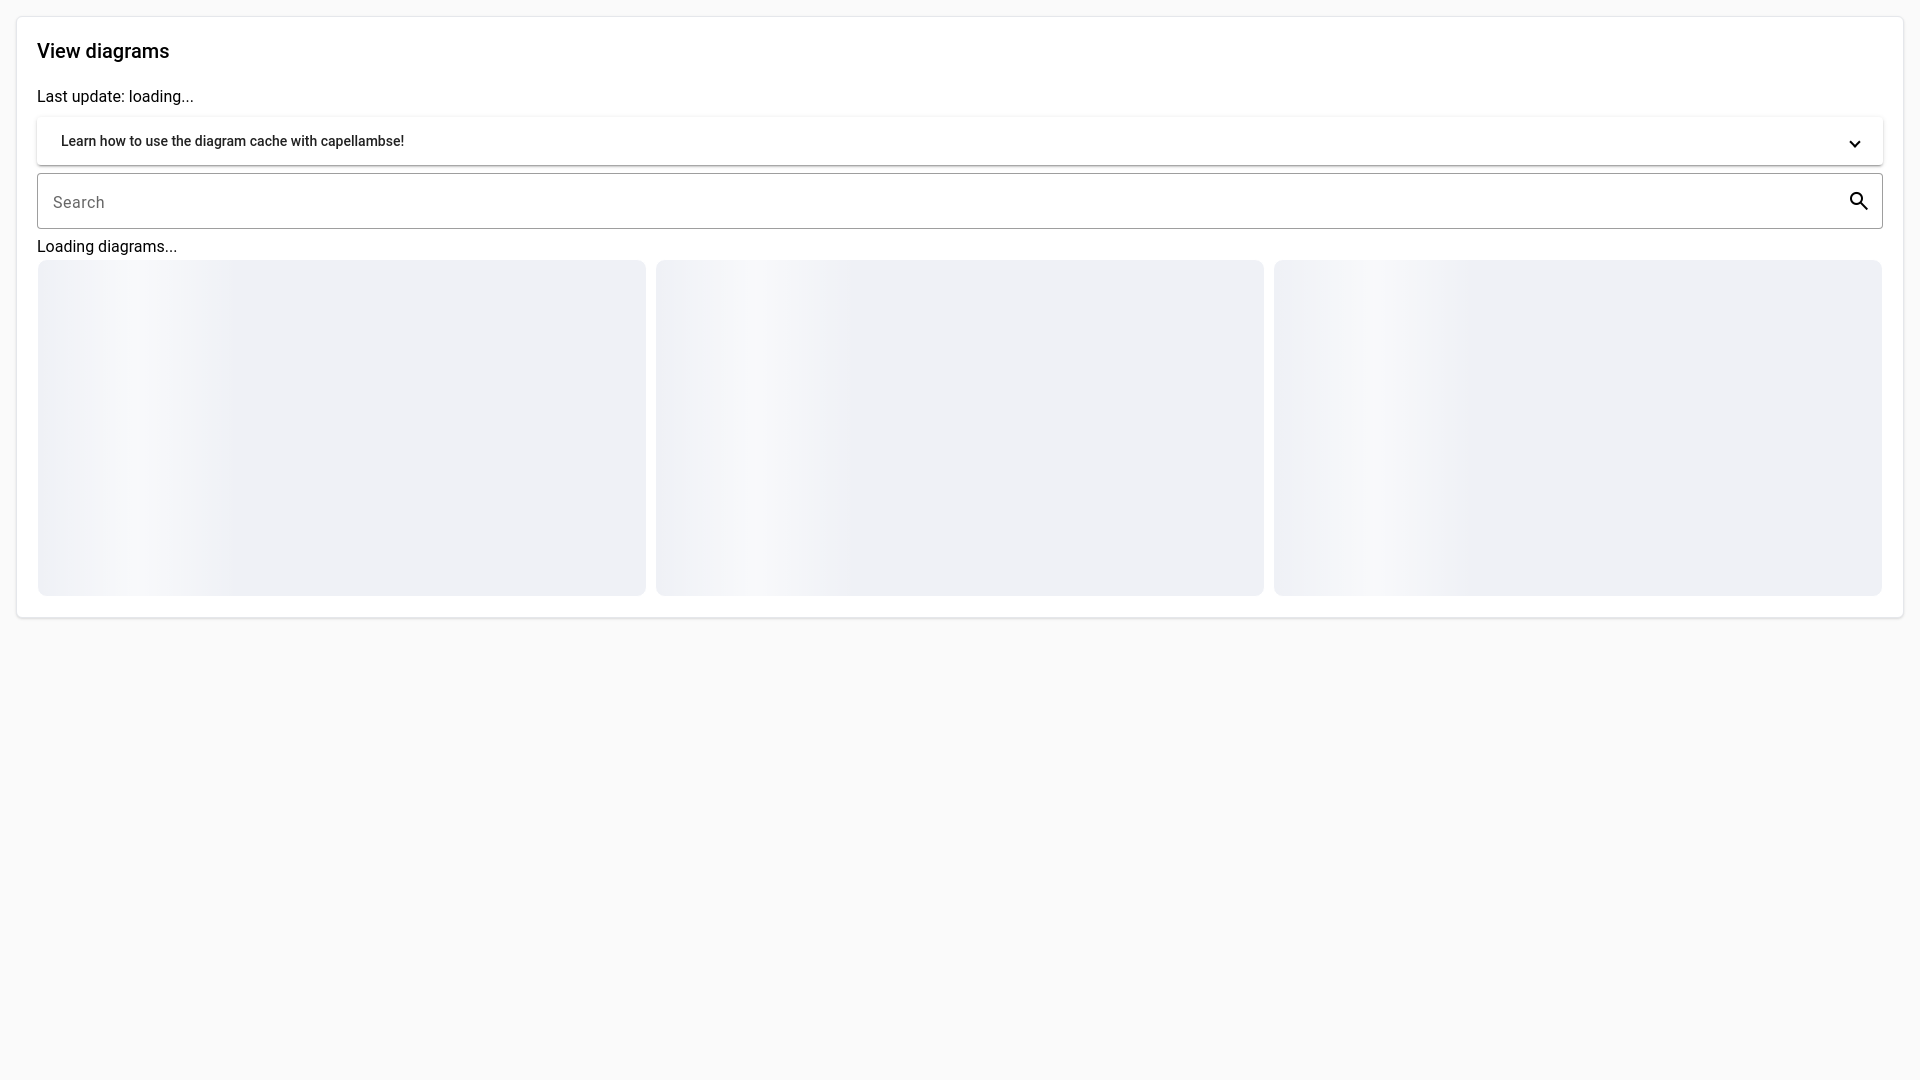 View diagrams
Last update: loading...
Learn how to use the diagram cache with capellambse!
Search
Loading diagrams...